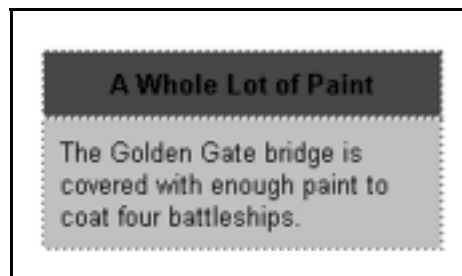 A Whole Lot of Paint
The Golden Gate bridge is
covered with enough paint to
coat four battleships.